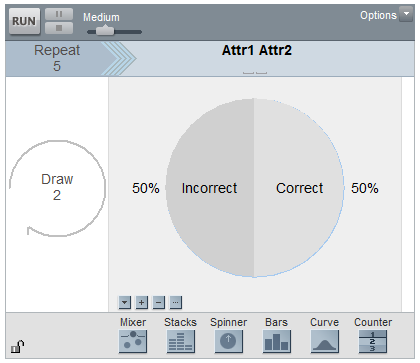 RUN
Medium
Options
Repeat
5
Attr1 Attr2
Draw
2
50%
Incorrect
Correct
50%
Mixer
Stacks
Spinner
Bars
Curve
Counter
1
2
3